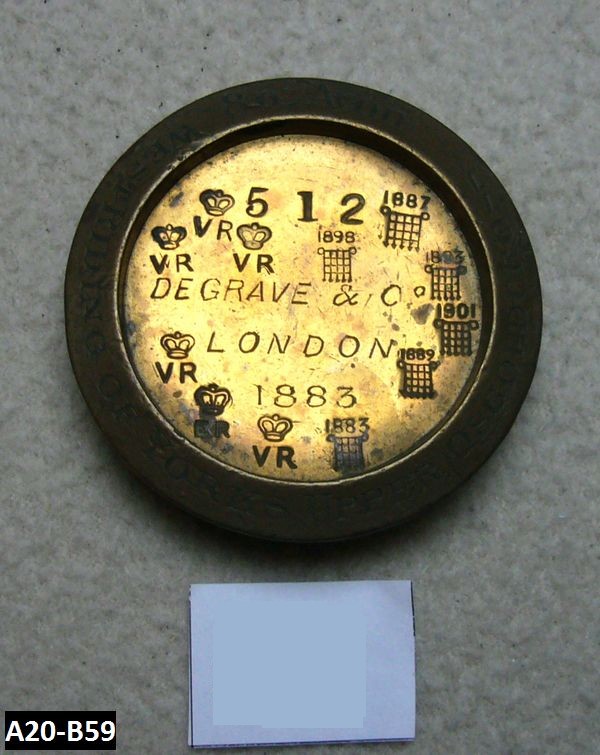 5 1 2
1887
VR
VR
VR
1898
1893
DEGRAVE & Co
1901
LONDON
1889
VR
1883
ER
1883
VR
A20-B59